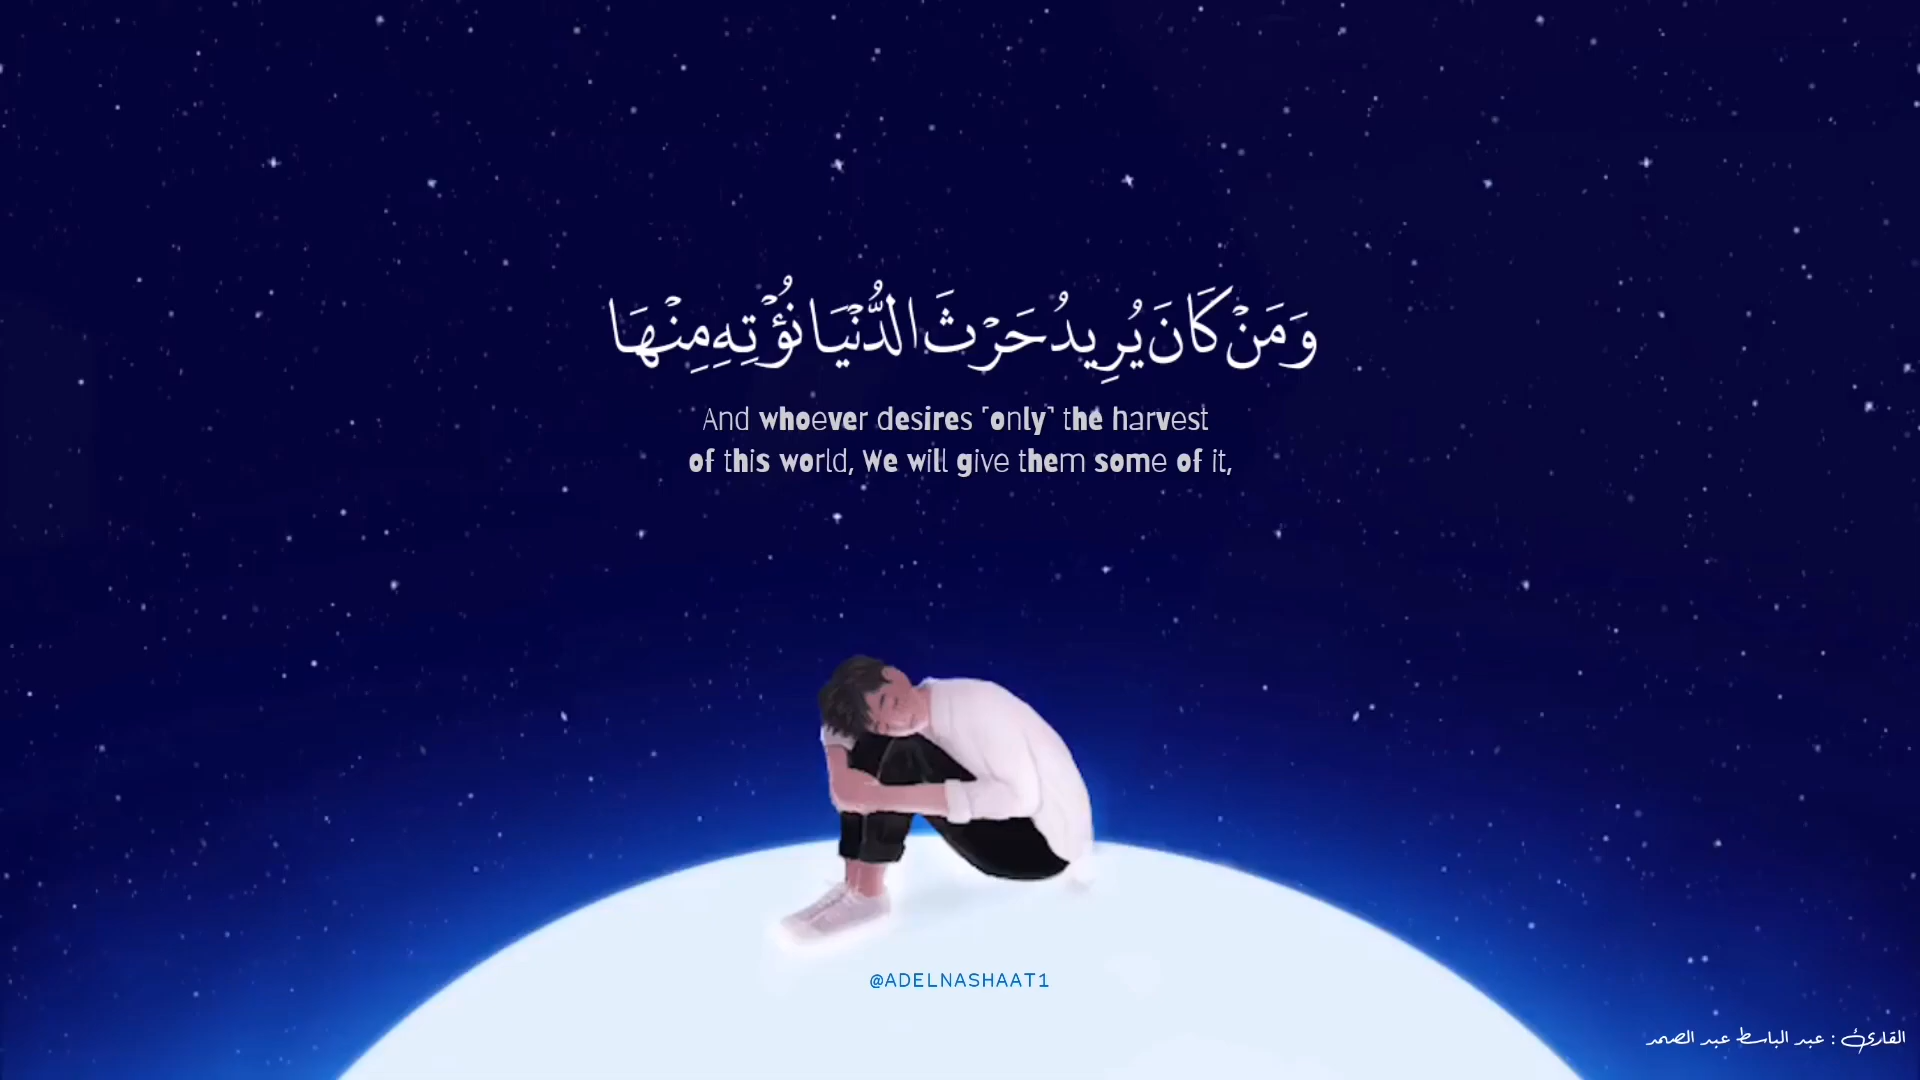 وَمَنْ كَانَ يُرِيدُ حَرْثَ الدُّنْيَا نُؤْتِهِ مِنْهَا
And whoever desires ˹only˺ the harvest
of this world, We will give them some of it,
@ADELNASHAAT1
القارئ : عبد الباسط عبد الصمد